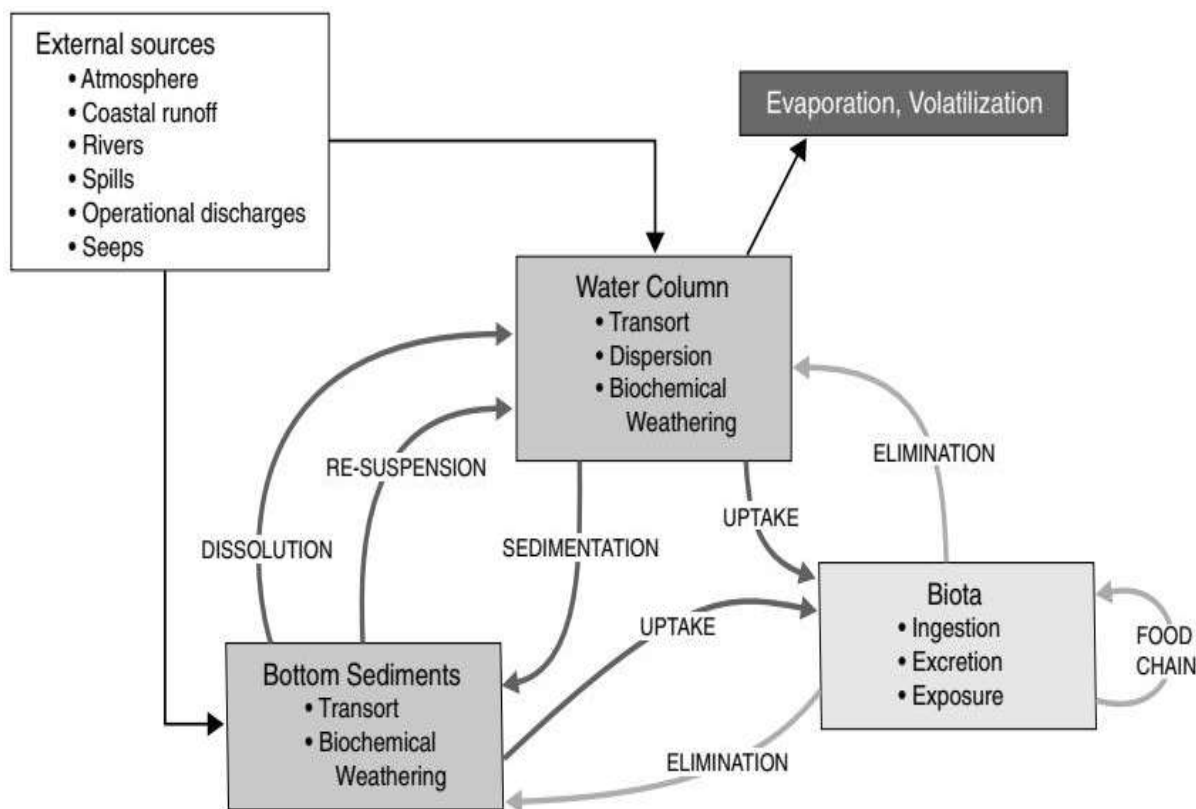 External sources
• Atmosphere
• Coastal runoff
• Rivers
• Spills
• Operational discharges
• Seeps
Evaporation, Volatilization
Water Column
• Transort
• Dispersion
• Biochemical
Weathering
ELIMINATION
RE-SUSPENSION
UPTAKE
DISSOLUTION
SEDIMENTATION
Biota
• Ingestion
• Excretion
• Exposure
FOOD
CHAIN
UPTAKE
Bottom Sediments
• Transort
• Biochemical
Weathering
ELIMINATION